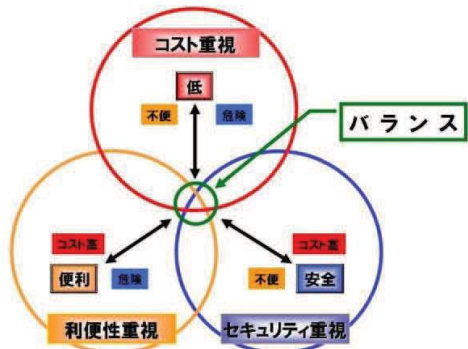 コスト重視
低
不便
危険
バランス
コスト高
便利
危険
コスト高
不便
安全
利便性重視
セキュリティ重視